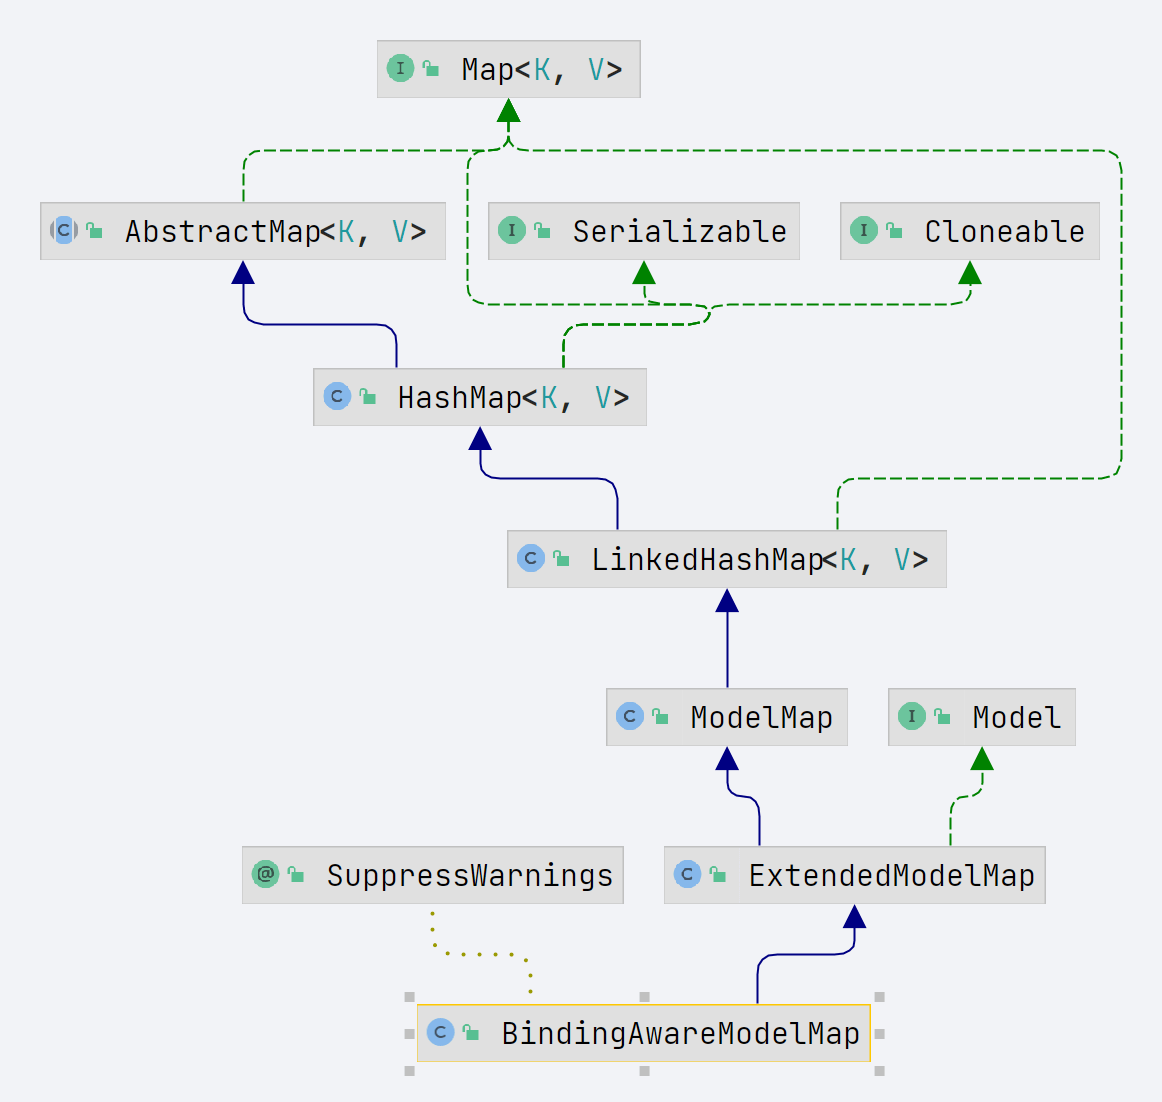 I Map<K, V>
C AbstractMap<K, V>
I Serializable
I Cloneable
C HashMap<K, V>
C LinkedHashMap<K, V>
C ModelMap
I Model
@ SuppressWarnings
C ExtendedModelMap
C BindingAwareModelMap